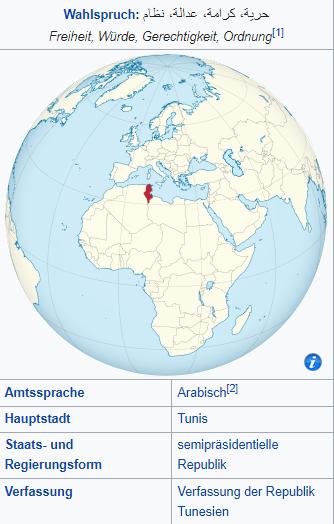 Wahlspruch: حرية، كرامة، عدالة، نظام
Freiheit, Würde, Gerechtigkeit, Ordnung[1]
i
Amtssprache Arabisch[2]
Hauptstadt Tunis
Staats- und Regierungsform semipräsidentielle Republik
Verfassung Verfassung der Republik Tunesien